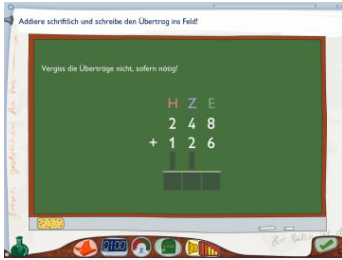 Addiere schriftlich und schreibe den Übertrag ins Feld!
Vergiss die Überträge nicht, sofern nötig!
H Z E
2 4 8
+ 1 2 6